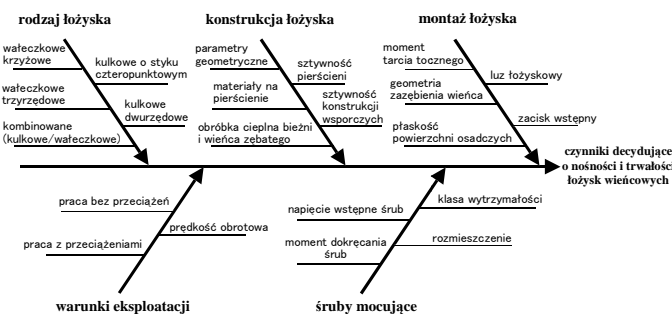 rodzaj łożyska
konstrukcja łożyska
montaż łożyska
wałeczkowe
krzyżowe
kulkowe o styku
czteropunktowym
wałeczkowe
trzyrzędowe
kulkowe
dwurzędowe
kombinowane
(kulkowe/wałeczkowe)
parametry
geometryczne
sztywność
pierścieni
materiały na
pierścienie
sztywność
konstrukcji
wsporczych
obróbka cieplna bieżni
i wieńca zębatego
moment
tarcia tocznego
luz łożyskowy
geometria
zazębienia wieńca
zacisk wstępny
płaskość
powierzchni osadczych
czynniki decydujące
o nośności i trwałości
łożysk wieńcowych
praca bez przeciążeń
prędkość obrotowa
praca z przeciążeniami
klasa wytrzymałości
napięcie wstępne śrub
rozmieszczenie
moment dokręcania
śrub
warunki eksploatacji
śruby mocujące